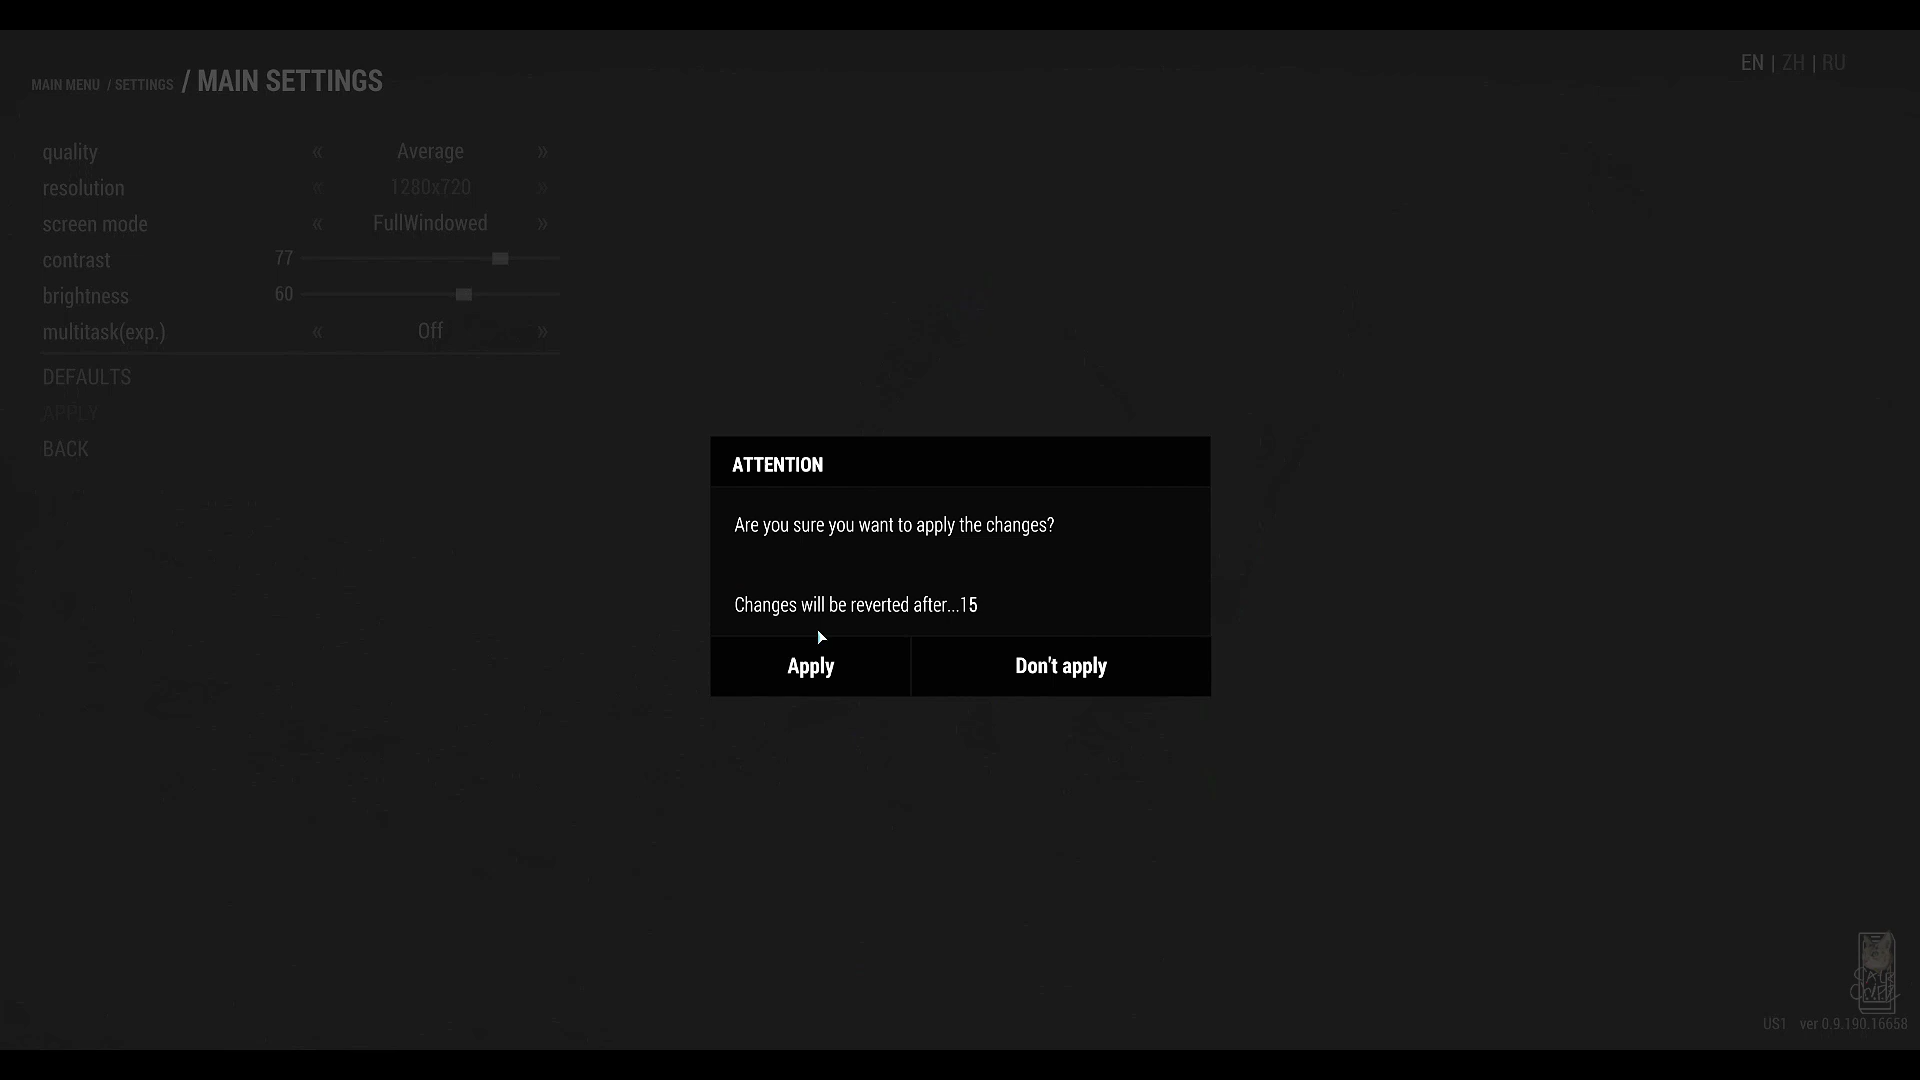 MAIN MENU / SETTINGS / MAIN SETTINGS
EN | ZH | RU
quality « Average »
resolution « 1280x720 »
screen mode « FullWindowed »
contrast 77
brightness 60
multitask(exp.) « Off »
DEFAULTS
APPLY
BACK
ATTENTION
Are you sure you want to apply the changes?
Changes will be reverted after...15
Apply Don't apply
US1 ver 0.9.190.16658